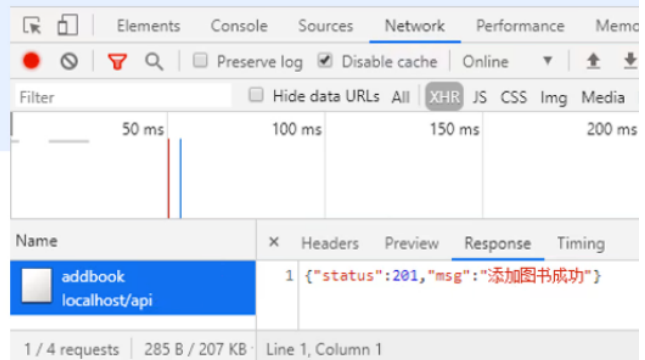 Elements Console Sources Network Performance Memo
Preserve log Disable cache Online
Filter Hide data URLs All XHR JS CSS Img Media
50 ms 100 ms 150 ms 200 ms
Name × Headers Preview Response Timing
addbook
localhost/api
1 {"status":201,"msg":"添加图书成功"}
1 / 4 requests 285 B / 207 KB Line 1, Column 1